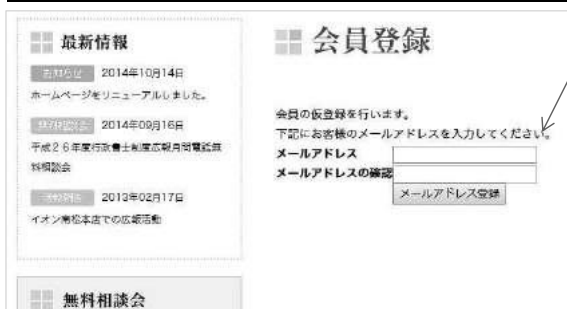 最新情報
お知らせ 2014年10月14日
ホームページをリニューアルしました。
無料相談会 2014年09月16日
平成26年度行政書士制度広報月間電話無
料相談会
2013年02月17日
イオン南松本店での広報活動
無料相談会
会員登録
会員の仮登録を行います。
下記にお客様のメールアドレスを入力してください。
メールアドレス
メールアドレスの確認
メールアドレス登録